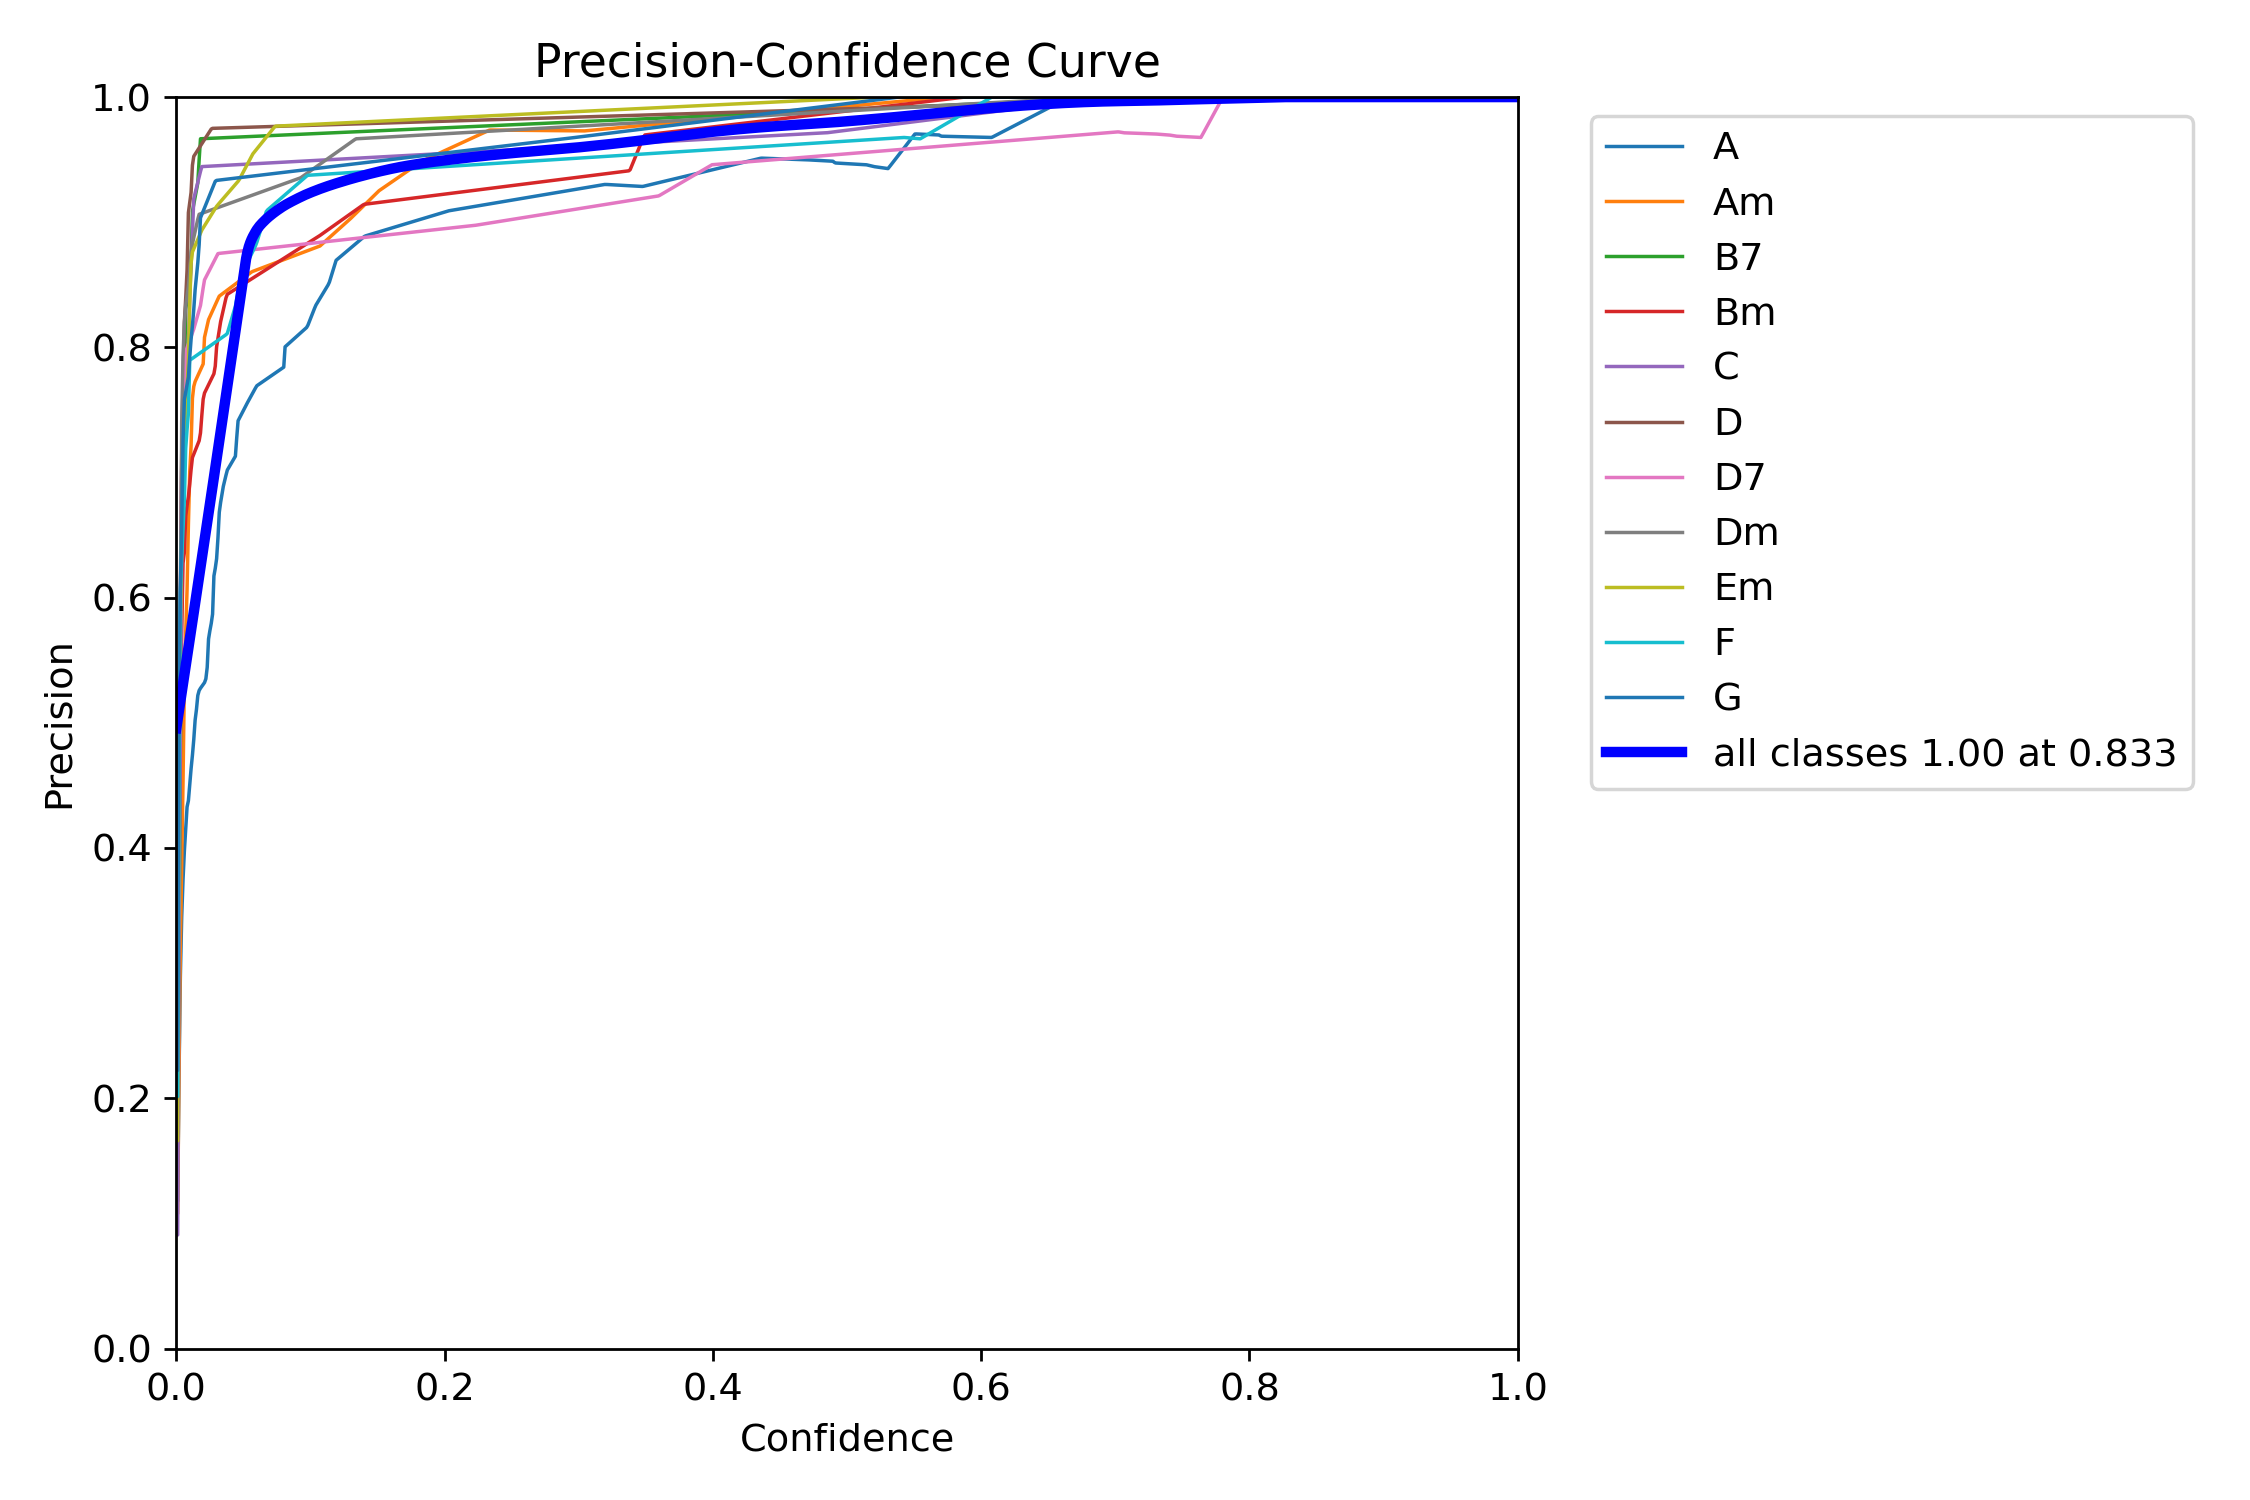 Precision-Confidence Curve
1.0
0.8
0.6
0.4
0.2
0.0
Precision
0.0 0.2 0.4 0.6 0.8 1.0
Confidence
A
Am
B7
Bm
C
D
D7
Dm
Em
F
G
all classes 1.00 at 0.833